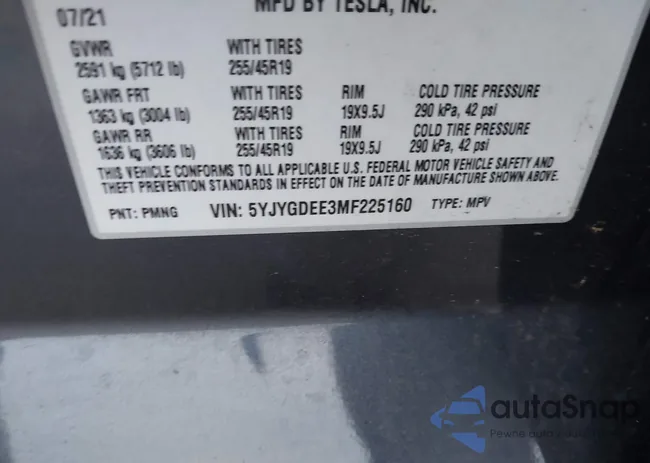 MFD BY TESLA, INC.
07/21
GVWR WITH TIRES
2591 kg (5712 lb) 255/45R19
GAWR FRT WITH TIRES RIM COLD TIRE PRESSURE
1363 kg (3004 lb) 255/45R19 19X9.5J 290 kPa, 42 psi
GAWR RR WITH TIRES RIM COLD TIRE PRESSURE
1636 kg (3606 lb) 255/45R19 19X9.5J 290 kPa, 42 psi
THIS VEHICLE CONFORMS TO ALL APPLICABLE U.S. FEDERAL MOTOR VEHICLE SAFETY AND
THEFT PREVENTION STANDARDS IN EFFECT ON THE DATE OF MANUFACTURE SHOWN ABOVE.
PNT: PMNG VIN: 5YJYGDEE3MF225160 TYPE: MPV
autaSnap
Pewne auta